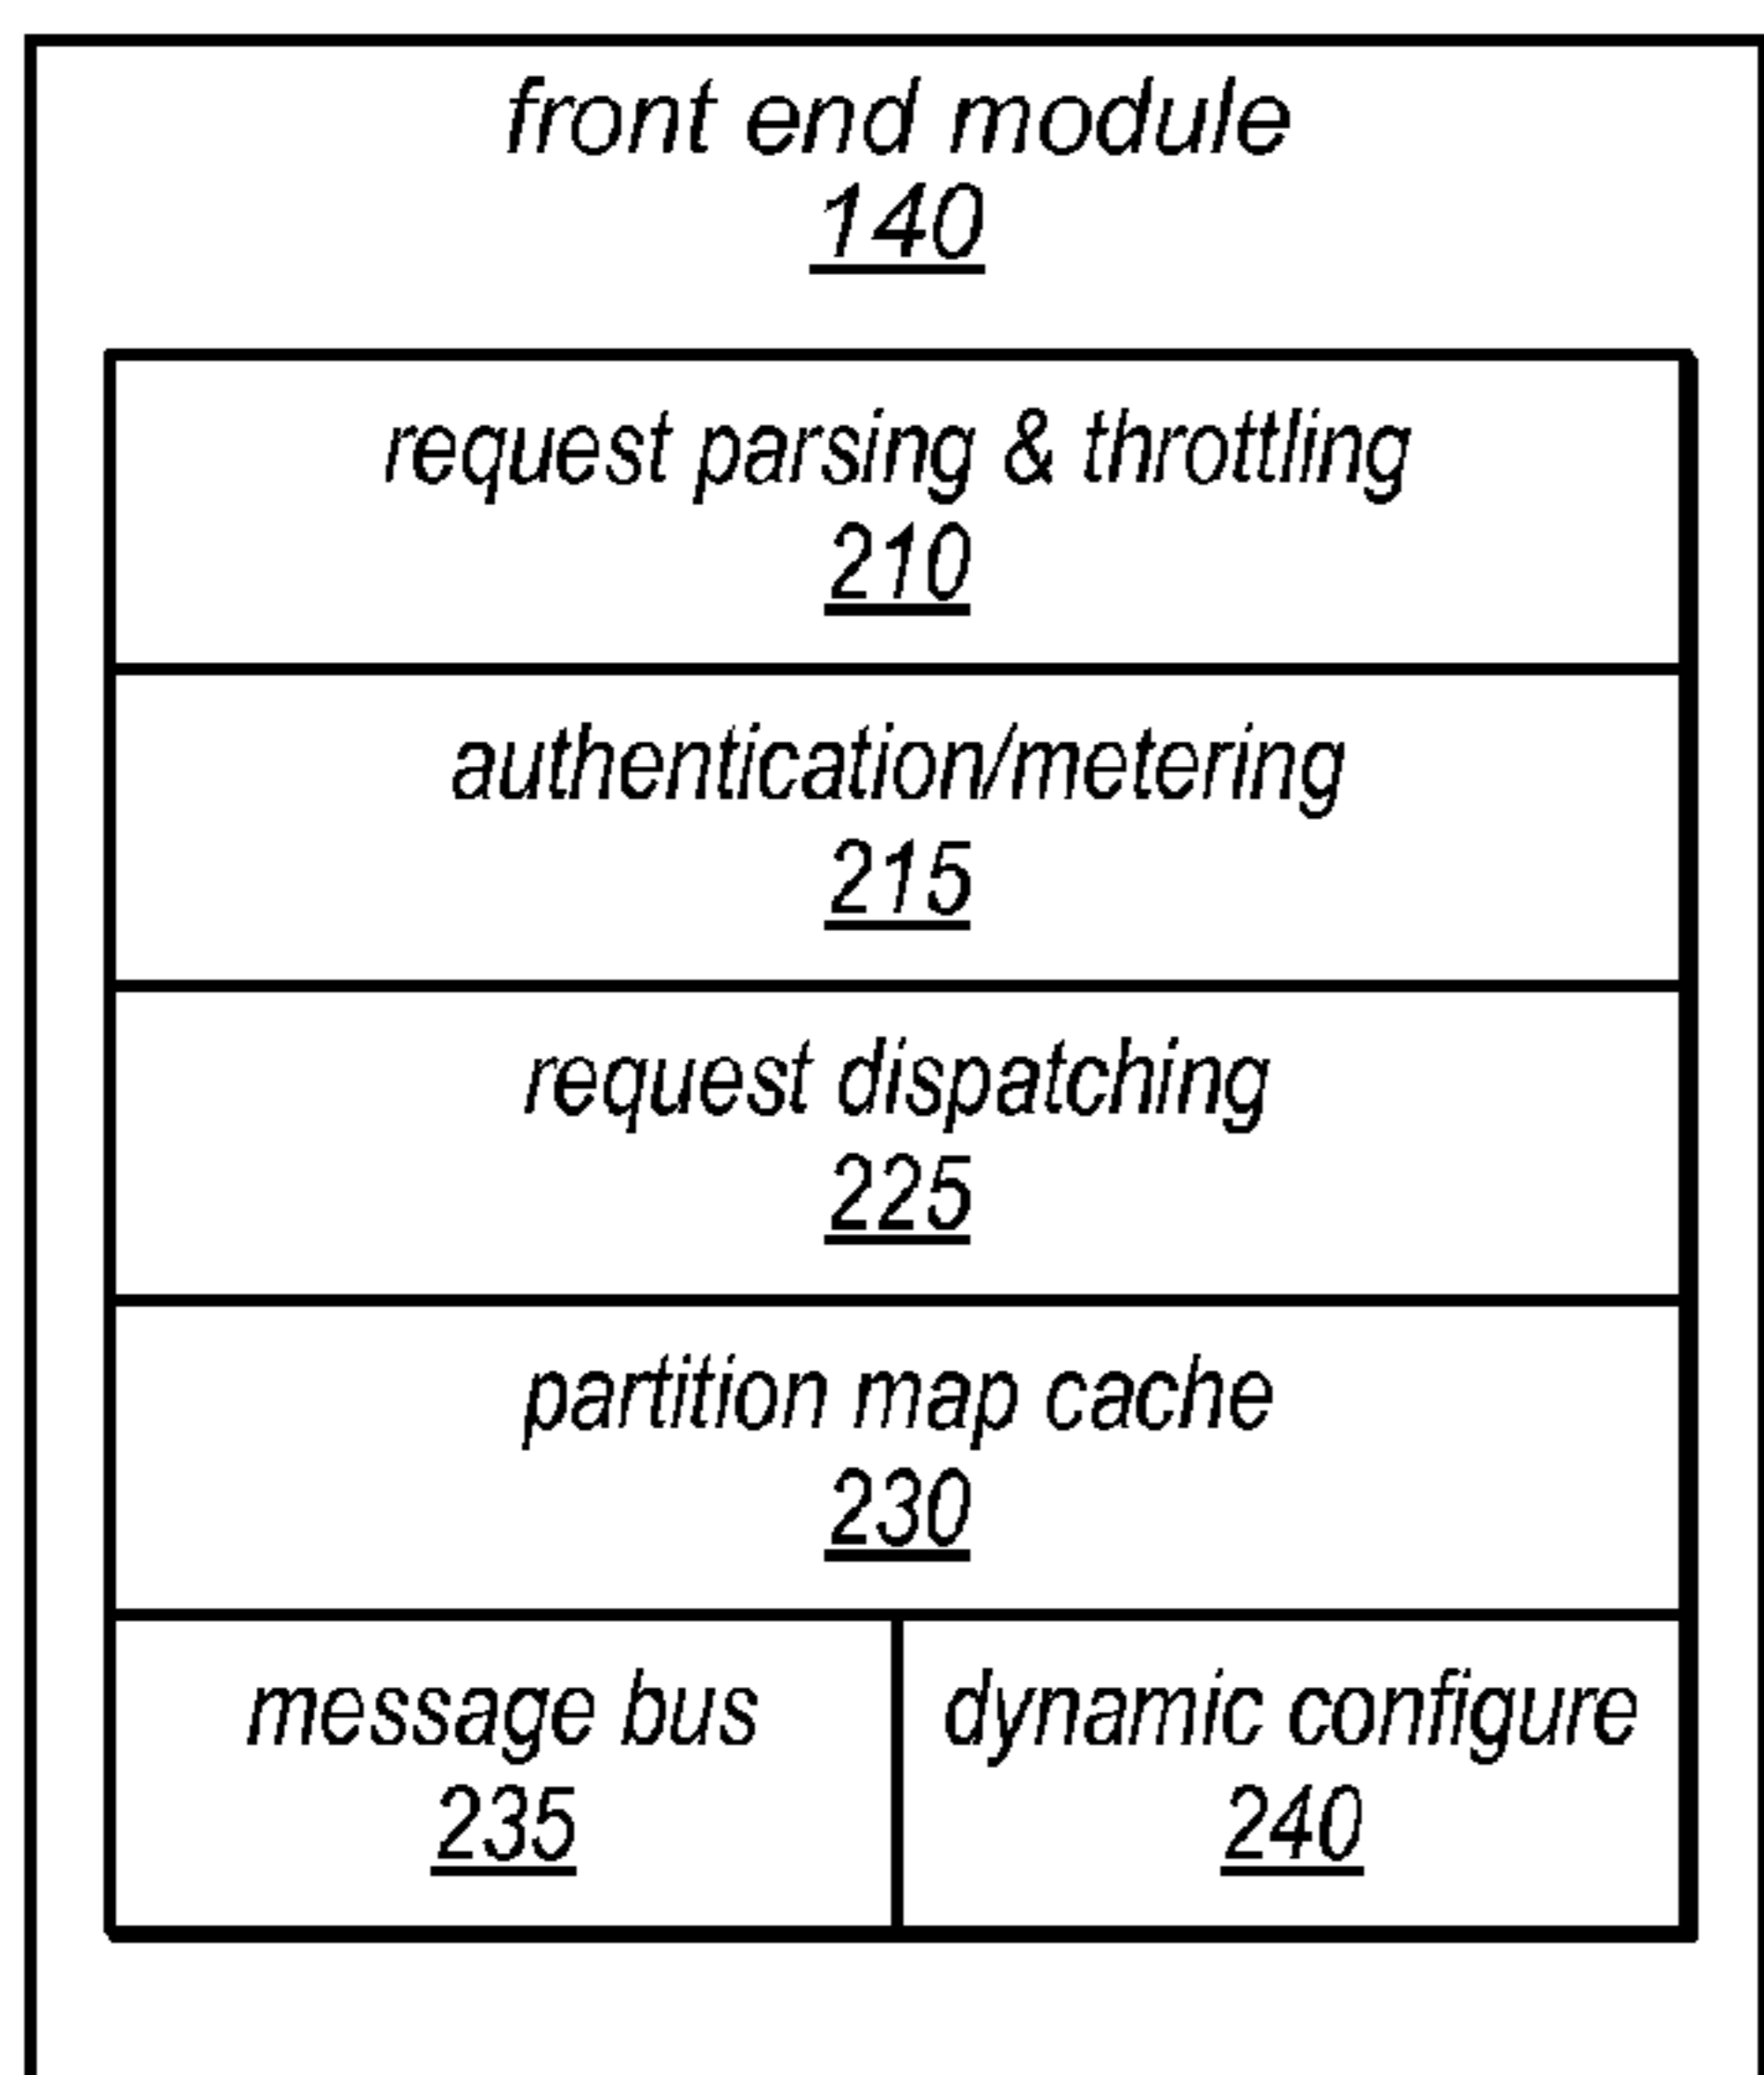 front end module
140
request parsing & throttling
210
authentication/metering
215
request dispatching
225
partition map cache
230
message bus
235
dynamic configure
240